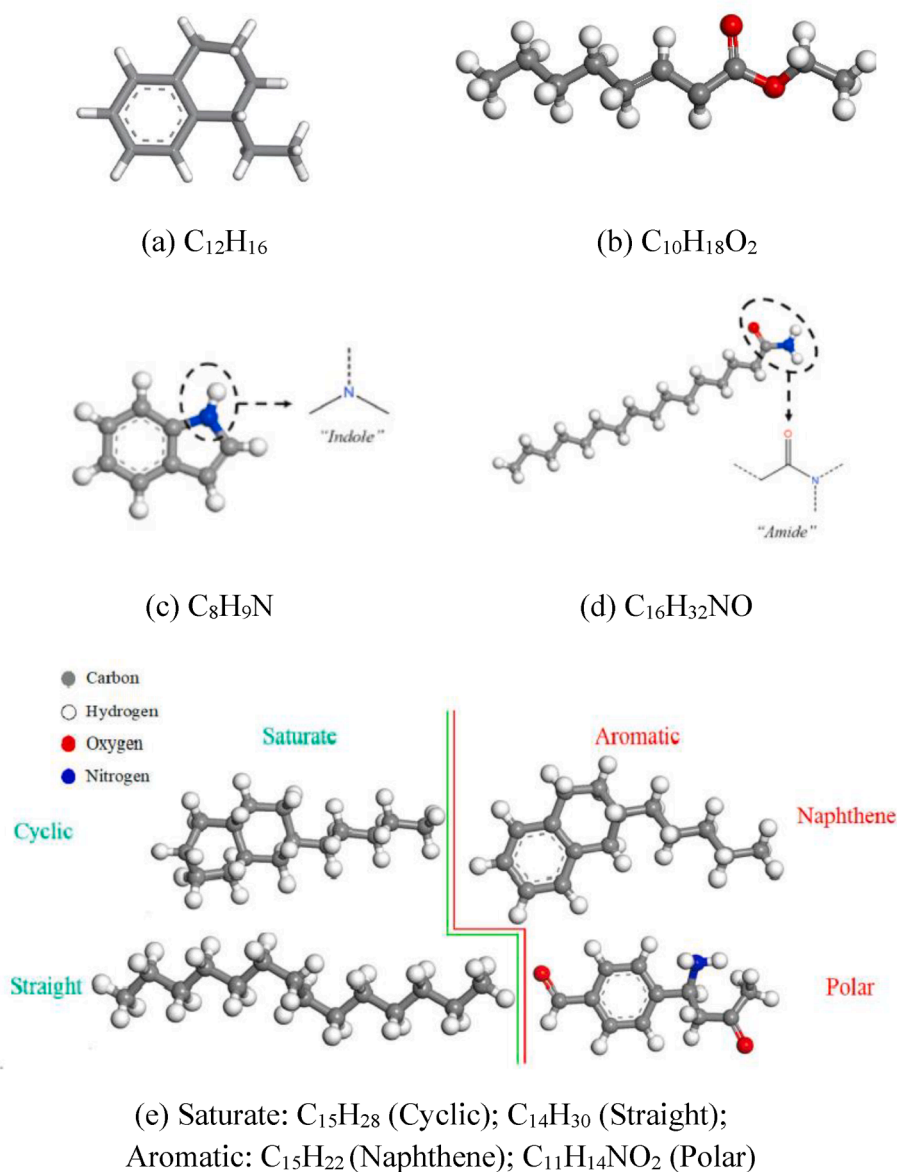 (a) C₁₂H₁₆
(b) C₁₀H₁₈O₂
N
"Indole"
O
N
"Amide"
(c) C₈H₉N
(d) C₁₆H₃₂NO
Carbon
Hydrogen
Oxygen
Nitrogen
Saturate
Aromatic
Cyclic
Naphthene
Straight
Polar
(e) Saturate: C₁₅H₂₈ (Cyclic); C₁₄H₃₀ (Straight);
Aromatic: C₁₅H₂₂ (Naphthene); C₁₁H₁₄NO₂ (Polar)